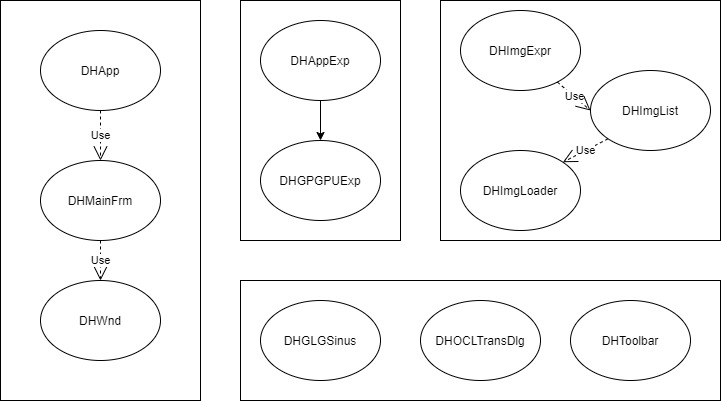 DHApp
Use
DHMainFrm
Use
DHWnd
DHAppExp
DHGPGPUExp
DHImgExpr
Use
DHImgList
Use
DHImgLoader
DHGLGSinus
DHOCLTransDlg
DHToolbar